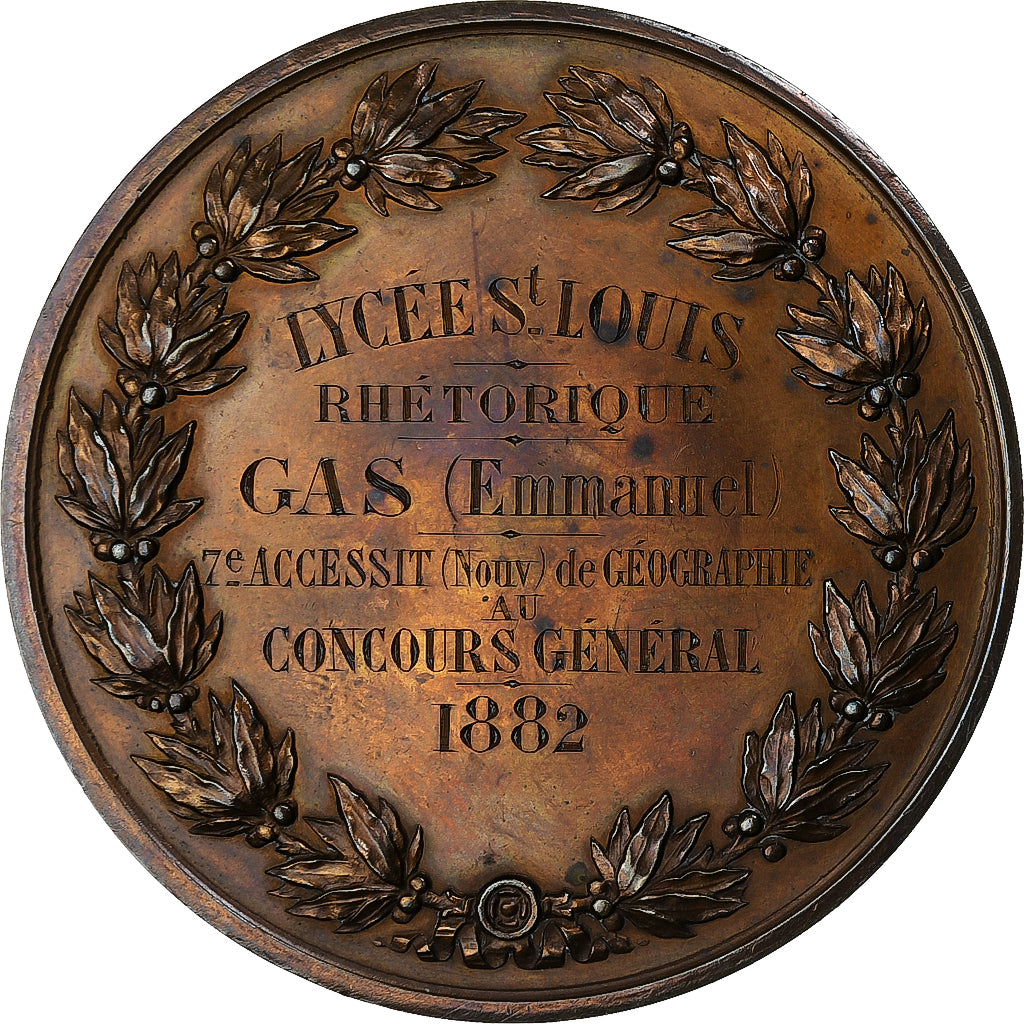 LYCÉE St. LOUIS
RHÉTORIQUE
GAS (Emmanuel)
7e ACCESSIT (Nouv) de GÉOGRAPHIE
AU
CONCOURS GÉNÉRAL
1882